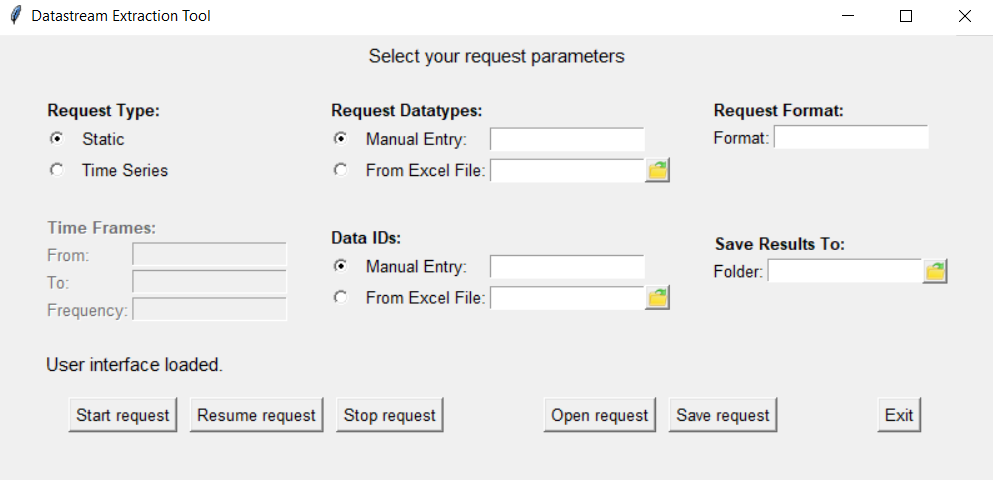 Datastream Extraction Tool
Select your request parameters
Request Type:
Static
Time Series
Request Datatypes:
Manual Entry:
From Excel File:
Request Format:
Format:
Time Frames:
From:
To:
Frequency:
Data IDs:
Manual Entry:
From Excel File:
Save Results To:
Folder:
User interface loaded.
Start request Resume request Stop request Open request Save request Exit